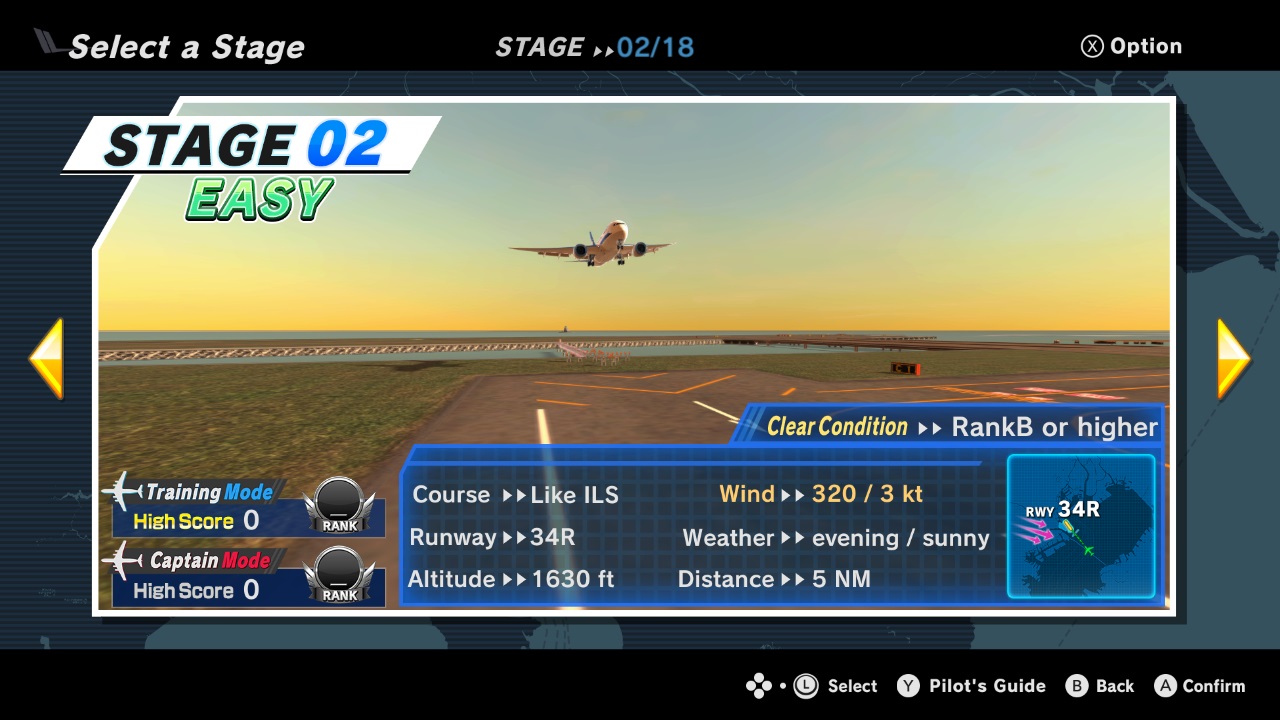 Select a Stage
STAGE 02/18
X Option
STAGE 02
EASY
Clear Condition RankB or higher
Training Mode
High Score 0
RANK
Captain Mode
High Score 0
RANK
Course Like ILS
Wind 320 / 3 kt
Runway 34R
Weather evening / sunny
Altitude 1630 ft
Distance 5 NM
RWY 34R
L Select
Y Pilot's Guide
B Back
A Confirm